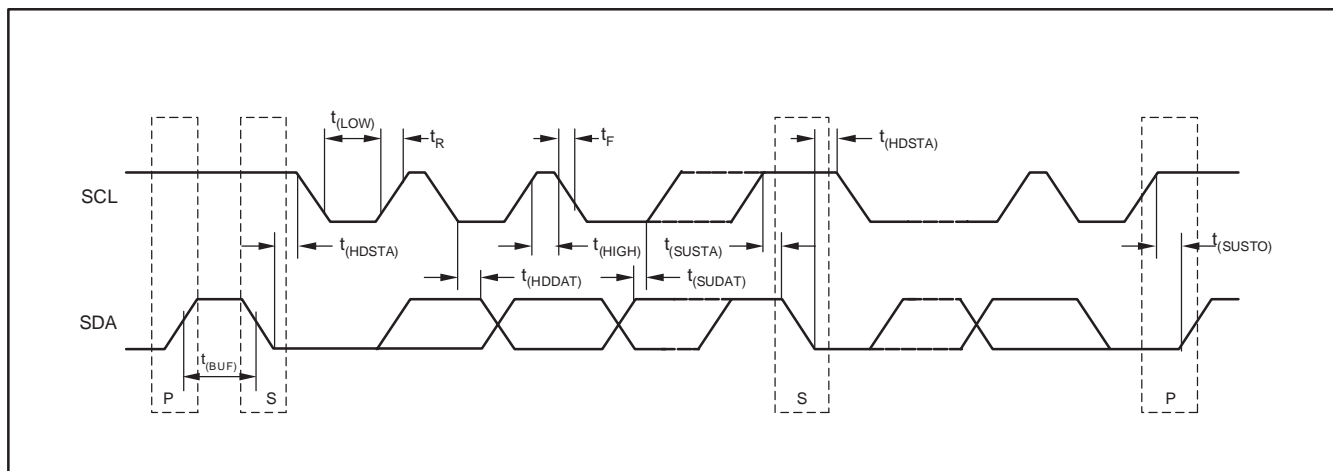 t(LOW)
tR
tF
t(HDSTA)
SCL
t(HDSTA)
t(HIGH)
t(SUSTA)
t(SUSTO)
t(HDDAT)
t(SUDAT)
SDA
t(BUF)
P
S
S
P